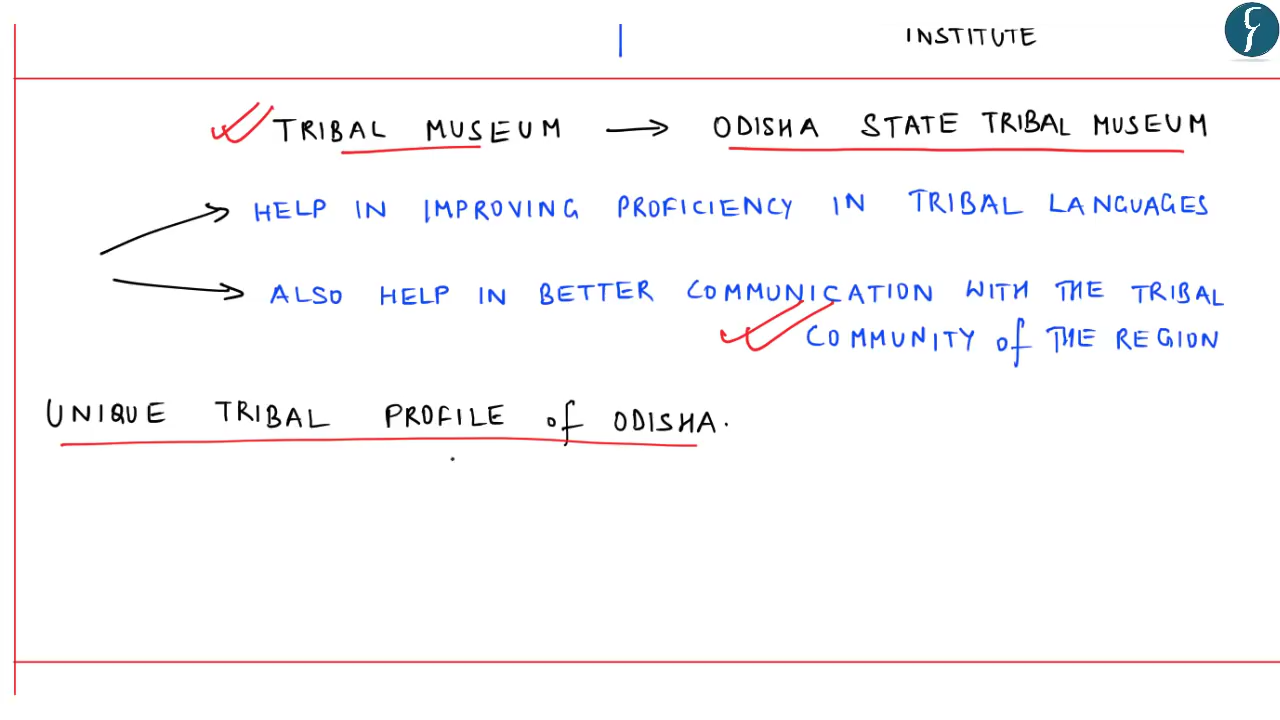 INSTITUTE
TRIBAL MUSEUM → ODISHA STATE TRIBAL MUSEUM
→ HELP IN IMPROVING PROFICIENCY IN TRIBAL LANGUAGES
→ ALSO HELP IN BETTER COMMUNICATION WITH THE TRIBAL
COMMUNITY of THE REGION
UNIQUE TRIBAL PROFILE of ODISHA.